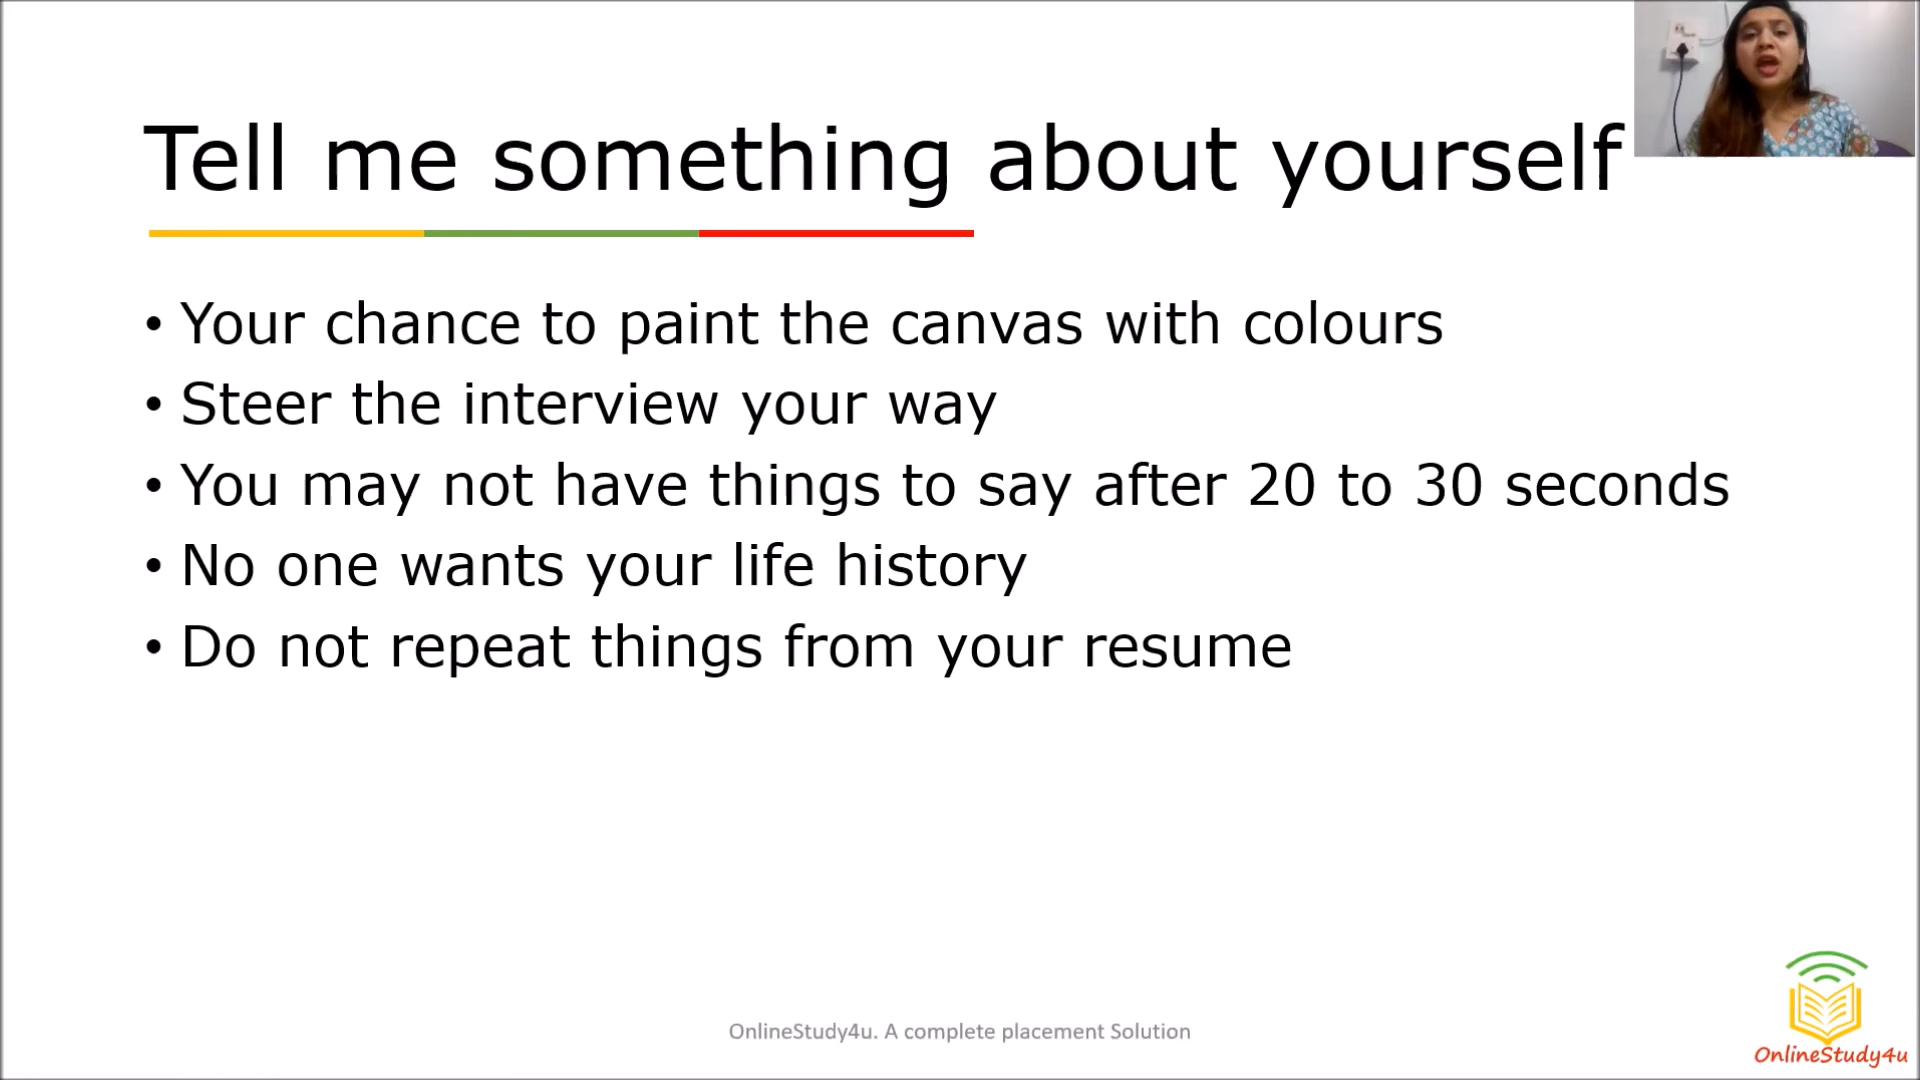 Tell me something about yourself
• Your chance to paint the canvas with colours
• Steer the interview your way
• You may not have things to say after 20 to 30 seconds
• No one wants your life history
• Do not repeat things from your resume
OnlineStudy4u. A complete placement Solution
OnlineStudy4u